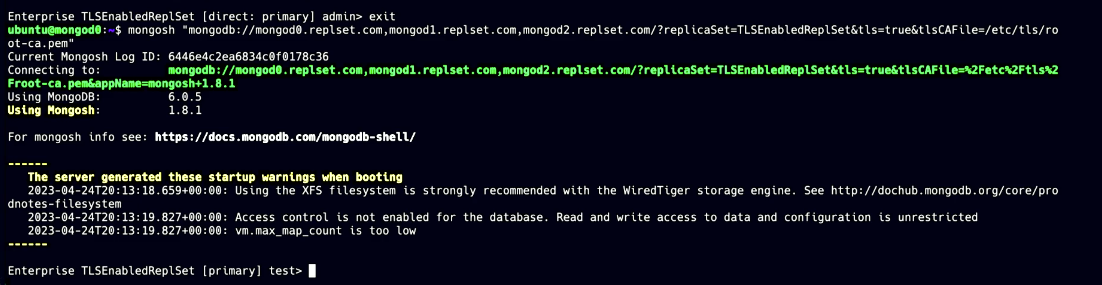 Enterprise TLSEnabledReplSet [direct: primary] admin> exit
ubuntu@mongod0:~$ mongosh "mongodb://mongod0.replset.com,mongod1.replset.com,mongod2.replset.com/?replicaSet=TLSEnabledReplSet&tls=true&tlsCAFile=/etc/tls/ro
ot-ca.pem"
Current Mongosh Log ID: 6446e4c2ea6834c0f0178c36
Connecting to: mongodb://mongod0.replset.com,mongod1.replset.com,mongod2.replset.com/?replicaSet=TLSEnabledReplSet&tls=true&tlsCAFile=%2Fetc%2Ftls%2
Froot-ca.pem&appName=mongosh+1.8.1
Using MongoDB: 6.0.5
Using Mongosh: 1.8.1
For mongosh info see: https://docs.mongodb.com/mongodb-shell/
------
The server generated these startup warnings when booting
2023-04-24T20:13:18.659+00:00: Using the XFS filesystem is strongly recommended with the WiredTiger storage engine. See http://dochub.mongodb.org/core/pro
dnotes-filesystem
2023-04-24T20:13:19.827+00:00: Access control is not enabled for the database. Read and write access to data and configuration is unrestricted
2023-04-24T20:13:19.827+00:00: vm.max_map_count is too low
------
Enterprise TLSEnabledReplSet [primary] test>